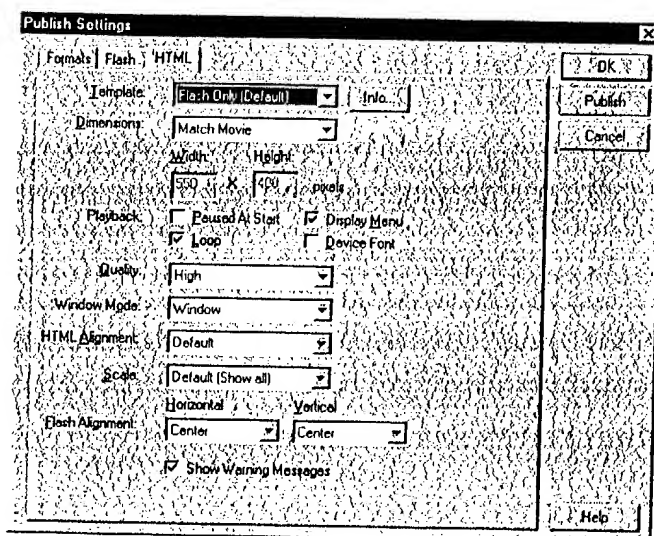 Publish Settings
Formats Flash HTML
OK
Template: Flash Only (Default) Info...
Publish
Dimensions: Match Movie
Cancel
Width: Height:
550 X 400 pixels
Playback: Paused At Start Display Menu
Loop Device Font
Quality: High
Window Mode: Window
HTML Alignment: Default
Scale: Default (Show all)
Horizontal Vertical
Flash Alignment: Center Center
Show Warning Messages
Help